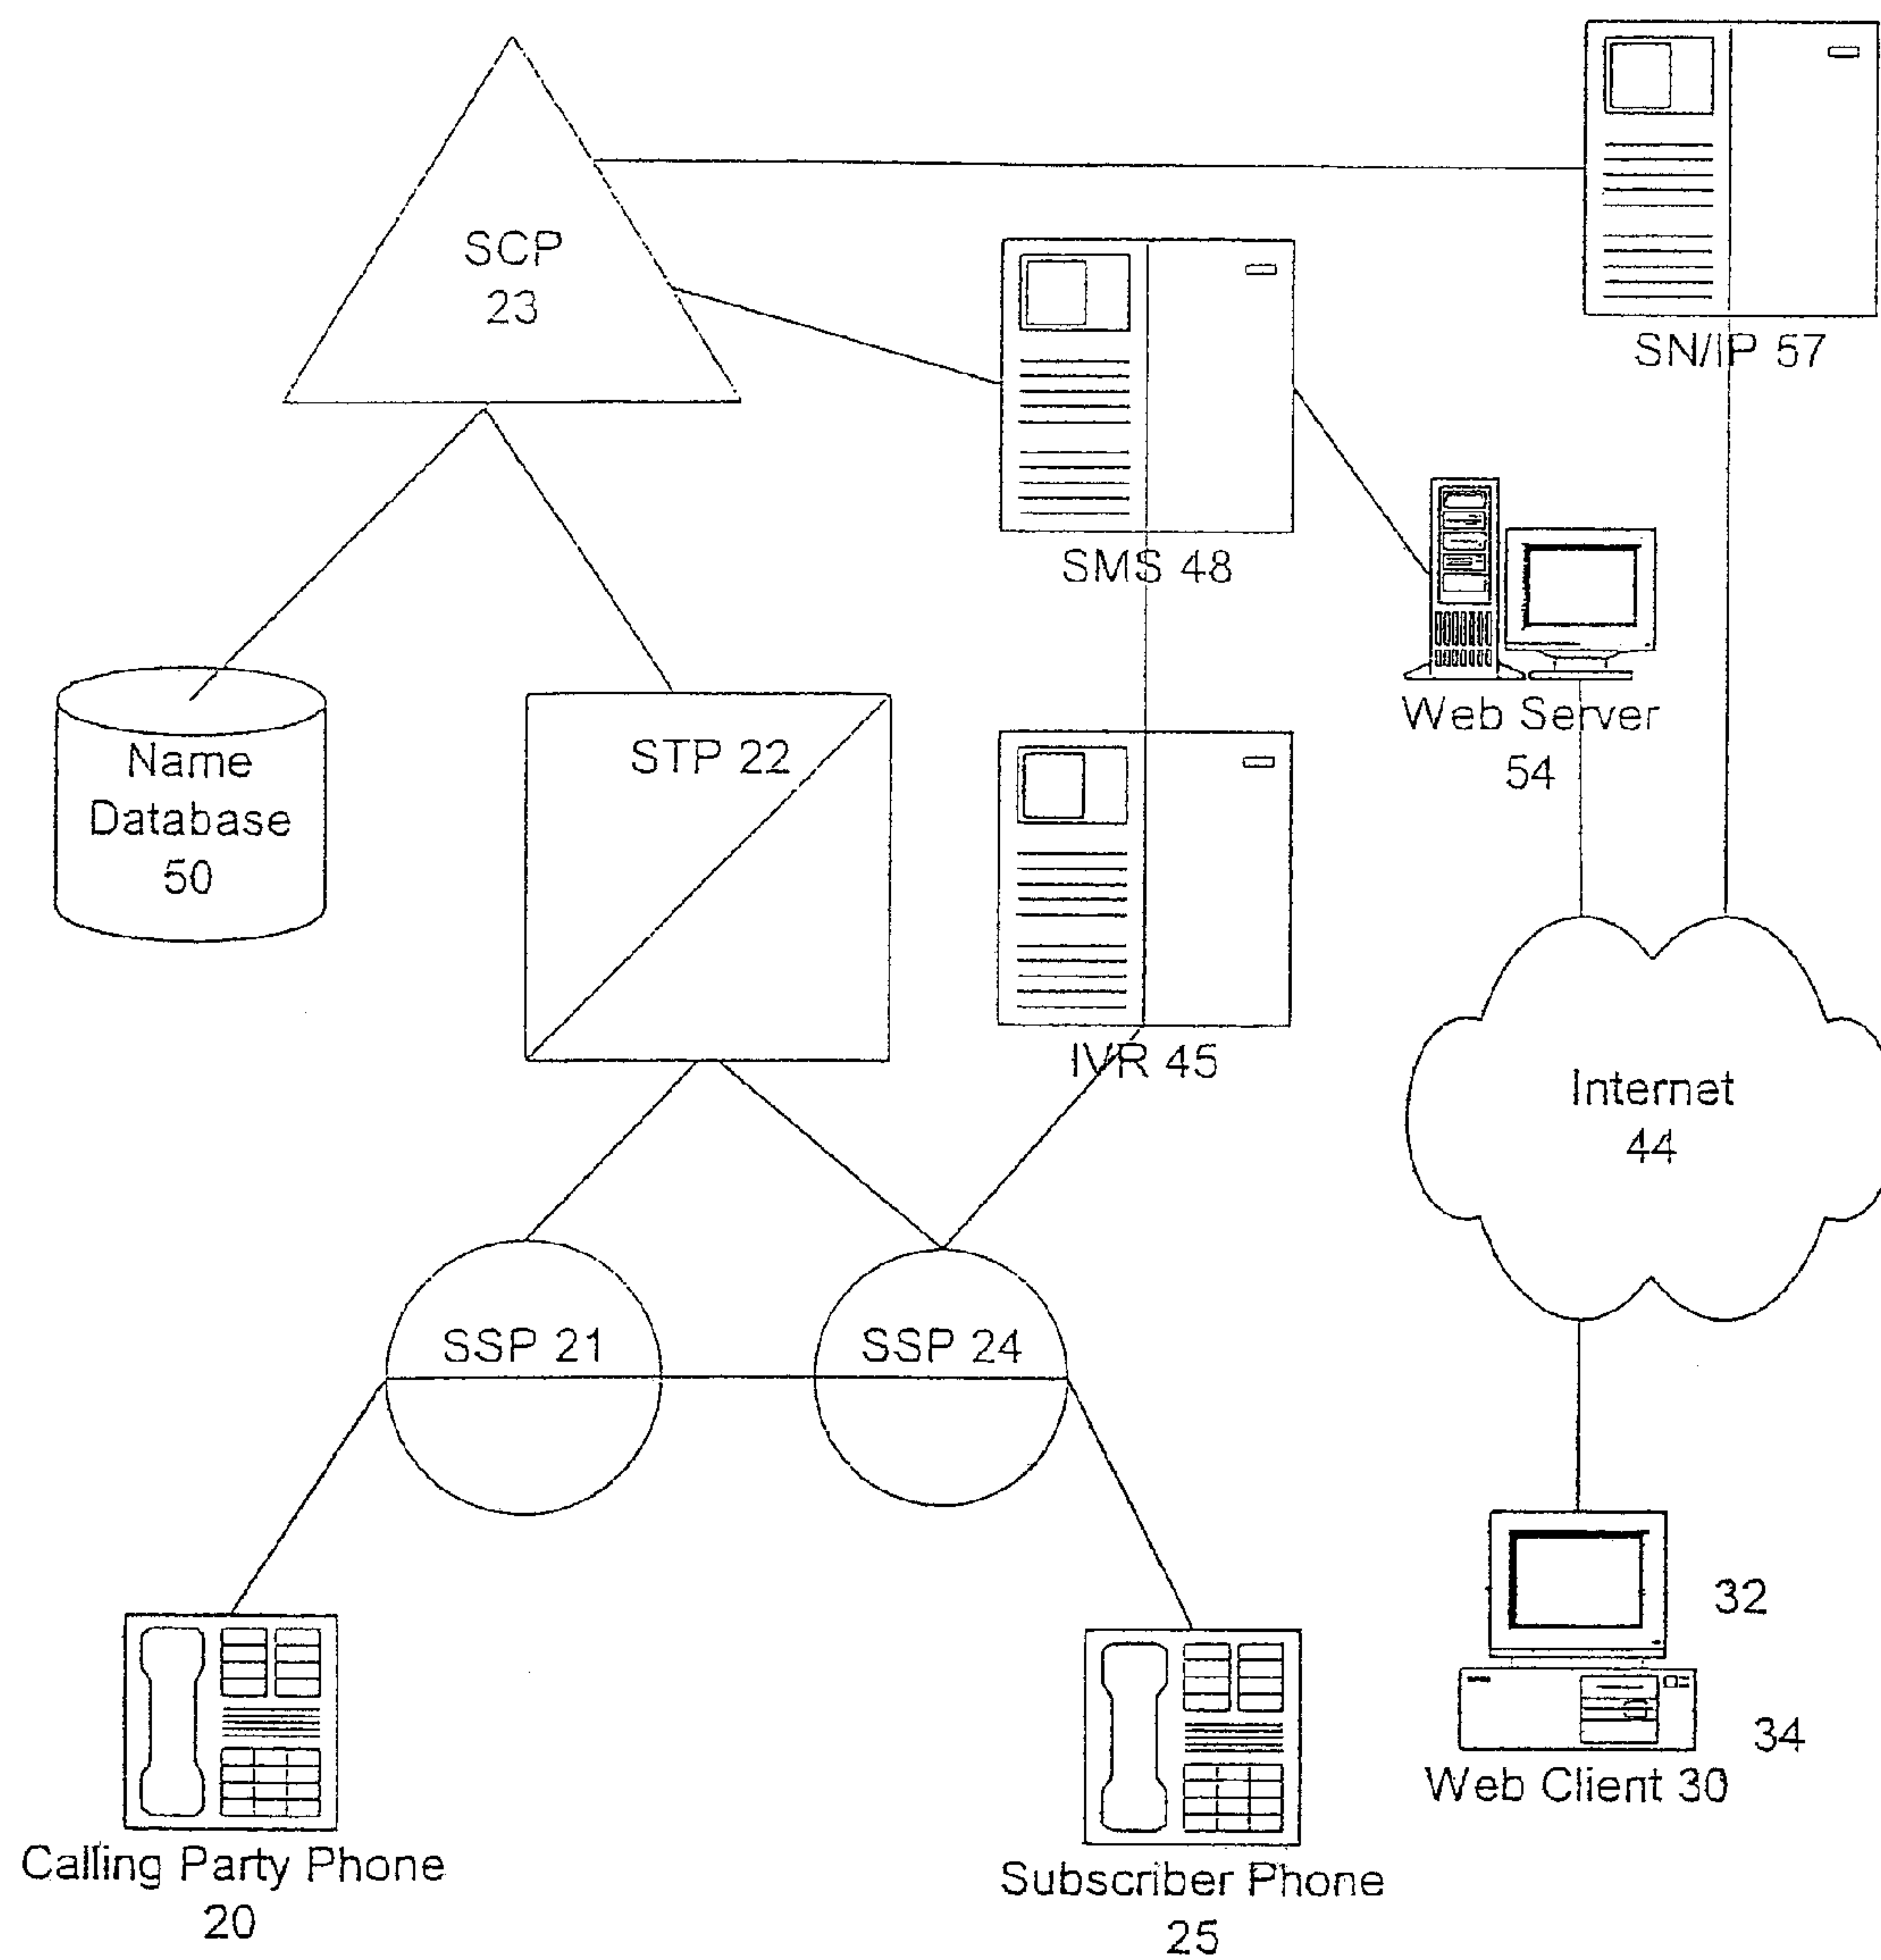 SCP
23
SN/IP 57
SMS 48
Web Server
54
Name
Database
50
STP 22
IVR 45
Internet
44
SSP 21
SSP 24
32
34
Web Client 30
Calling Party Phone
20
Subscriber Phone
25